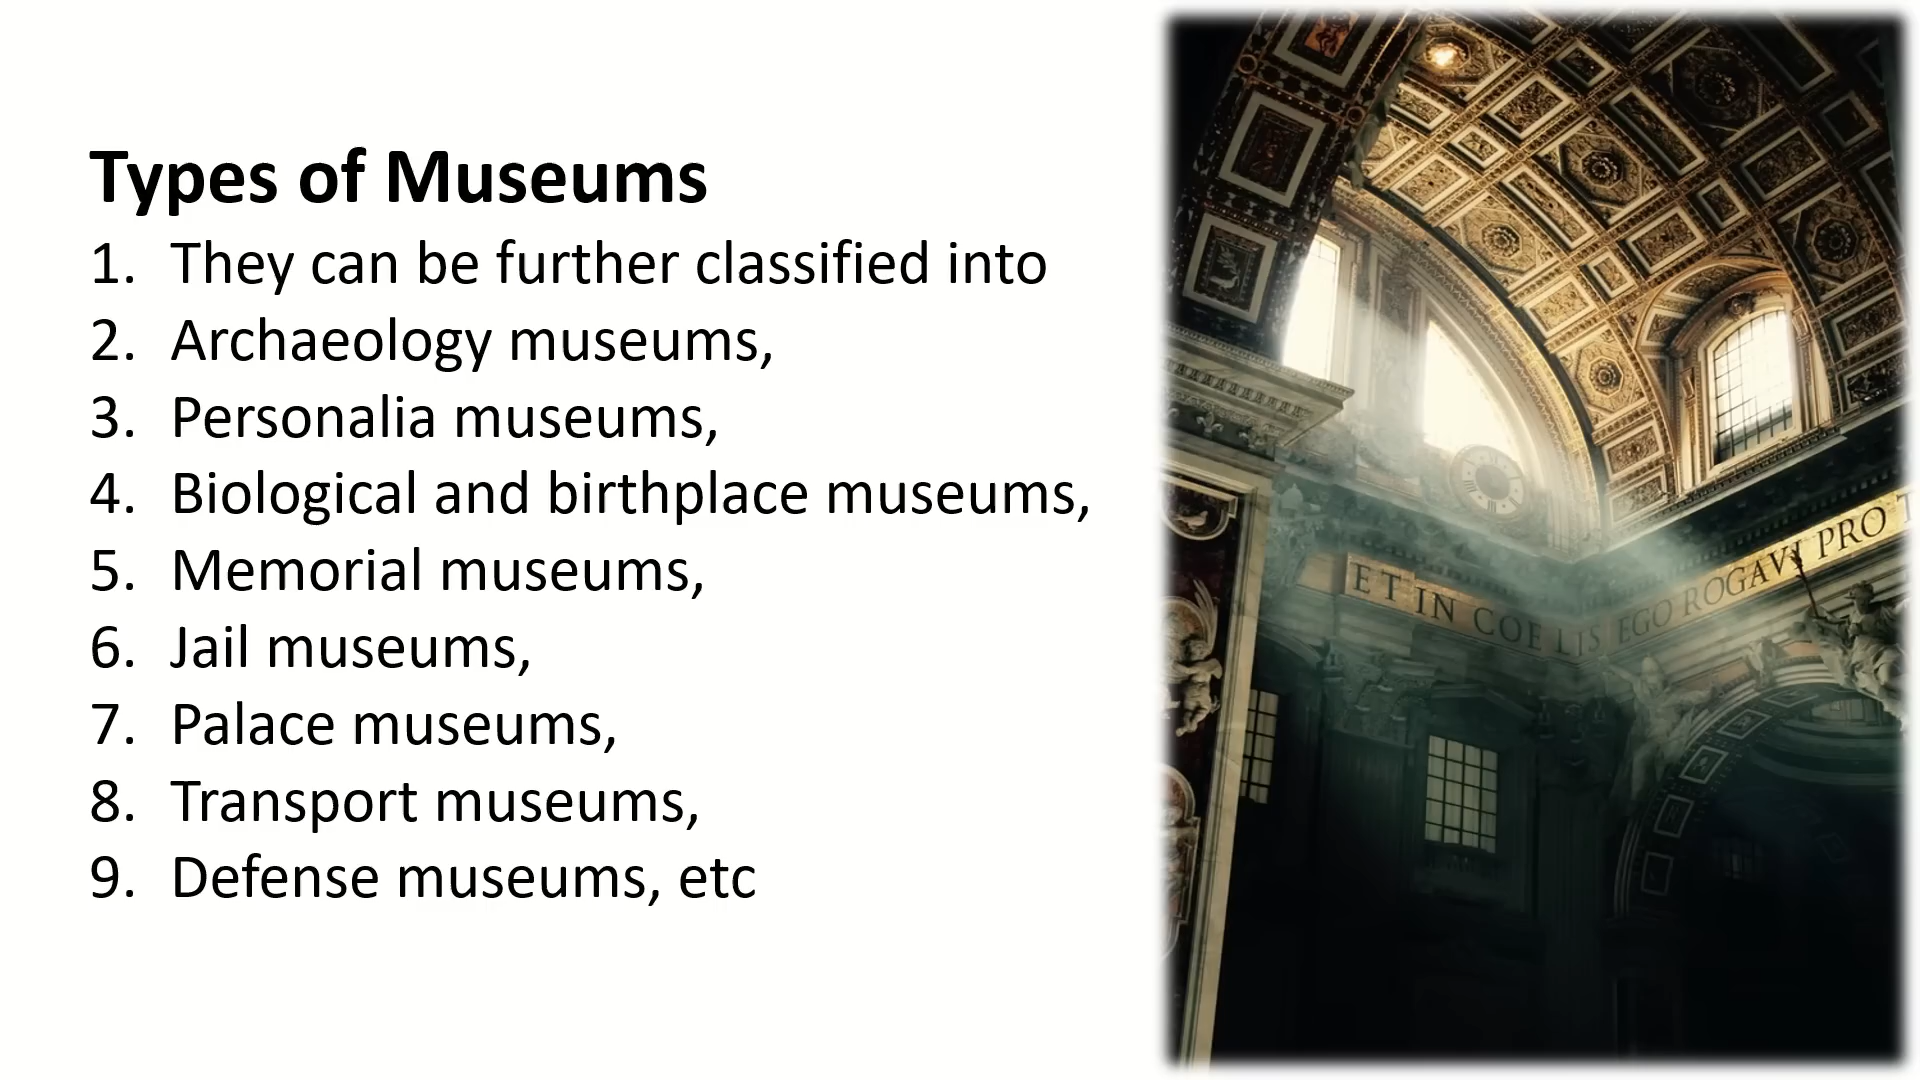 Types of Museums
1. They can be further classified into
2. Archaeology museums,
3. Personalia museums,
4. Biological and birthplace museums,
5. Memorial museums,
6. Jail museums,
7. Palace museums,
8. Transport museums,
9. Defense museums, etc
ET IN COELIS EGO ROGAVI PRO T